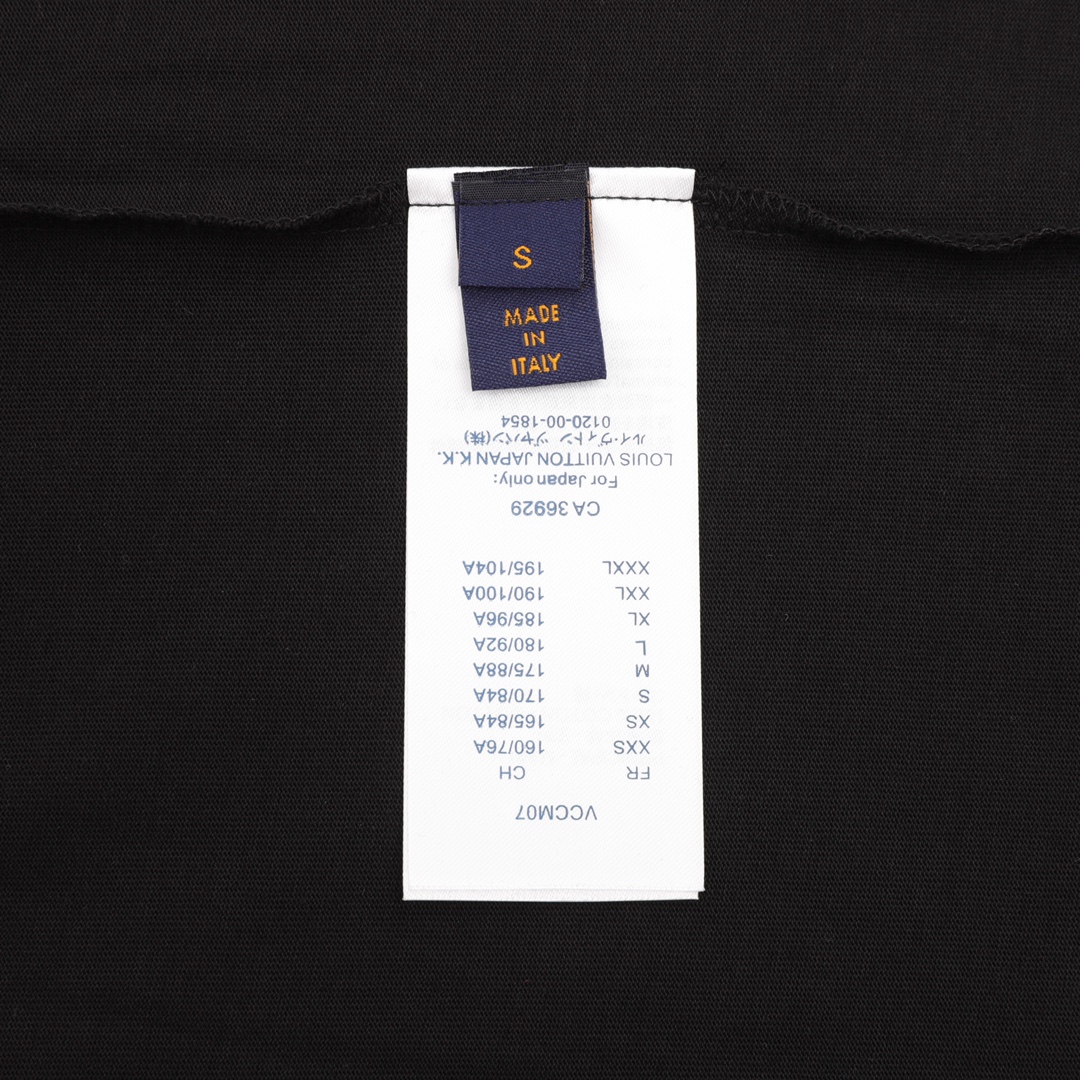 S
MADE
IN
ITALY
VCCM07
FR CH
XXS 160/76A
XS 165/84A
S 170/84A
M 175/88A
L 180/92A
XL 185/96A
XXL 190/100A
XXXL 195/104A
CA 36929
For Japan only:
LOUIS VUITTON JAPAN K.K.
ルイ・ヴィトン ジャパン(株)
0120-00-1854